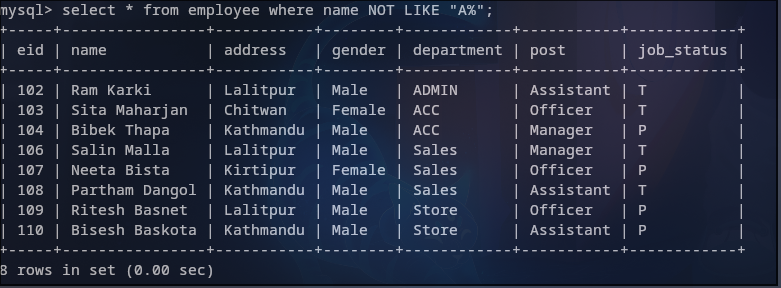 mysql> select * from employee where name NOT LIKE "A%";
+-----+-----------------+-----------+--------+------------+-----------+------------+
| eid | name            | address   | gender | department | post      | job_status |
+-----+-----------------+-----------+--------+------------+-----------+------------+
| 102 | Ram Karki       | Lalitpur  | Male   | ADMIN      | Assistant | T          |
| 103 | Sita Maharjan   | Chitwan   | Female | ACC        | Officer   | T          |
| 104 | Bibek Thapa     | Kathmandu | Male   | ACC        | Manager   | P          |
| 106 | Salin Malla     | Lalitpur  | Male   | Sales      | Manager   | T          |
| 107 | Neeta Bista     | Kirtipur  | Female | Sales      | Officer   | P          |
| 108 | Partham Dangol  | Kathmandu | Male   | Sales      | Assistant | T          |
| 109 | Ritesh Basnet   | Lalitpur  | Male   | Store      | Officer   | P          |
| 110 | Bisesh Baskota  | Kathmandu | Male   | Store      | Assistant | P          |
+-----+-----------------+-----------+--------+------------+-----------+------------+
8 rows in set (0.00 sec)